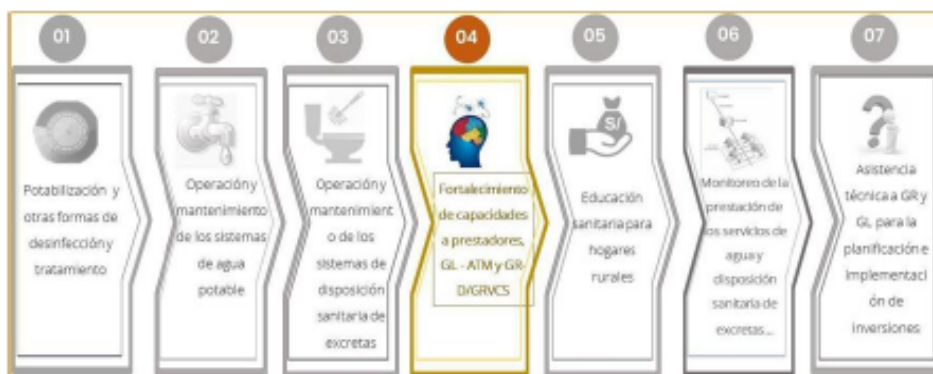 01
Potabilización y
otras formas de
desinfección y
tratamiento
02
Operación y
mantenimiento
de los sistemas
de agua
potable
03
Operación y
mantenimient
o de los
sistemas de
disposición
sanitaria de
excretas
04
Fortalecimiento
de capacidades
a prestadores,
GL - ATM y GR-
D/GRVCS
05
S/
Educación
sanitaria para
hogares
rurales
06
Monitoreo de la
prestación de
los servicios de
agua y
disposición
sanitaria de
excretas...
07
Asistencia
técnica a GR y
GL para la
planificación e
implementaci
ón de
inversiones